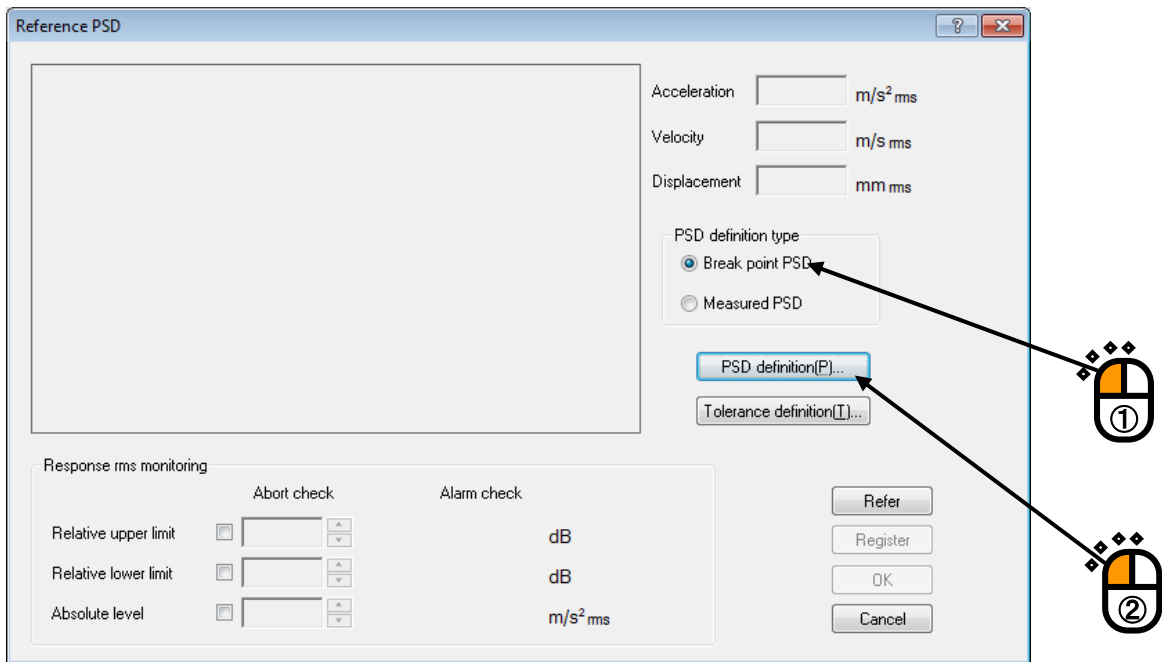 Reference PSD
Acceleration m/s² rms
Velocity m/s rms
Displacement mm rms
PSD definition type
Break point PSD
Measured PSD
PSD definition(P)...
Tolerance definition(T)...
①
Response rms monitoring
Abort check Alarm check
Relative upper limit dB
Relative lower limit dB
Absolute level m/s² rms
Refer
Register
OK
Cancel
②